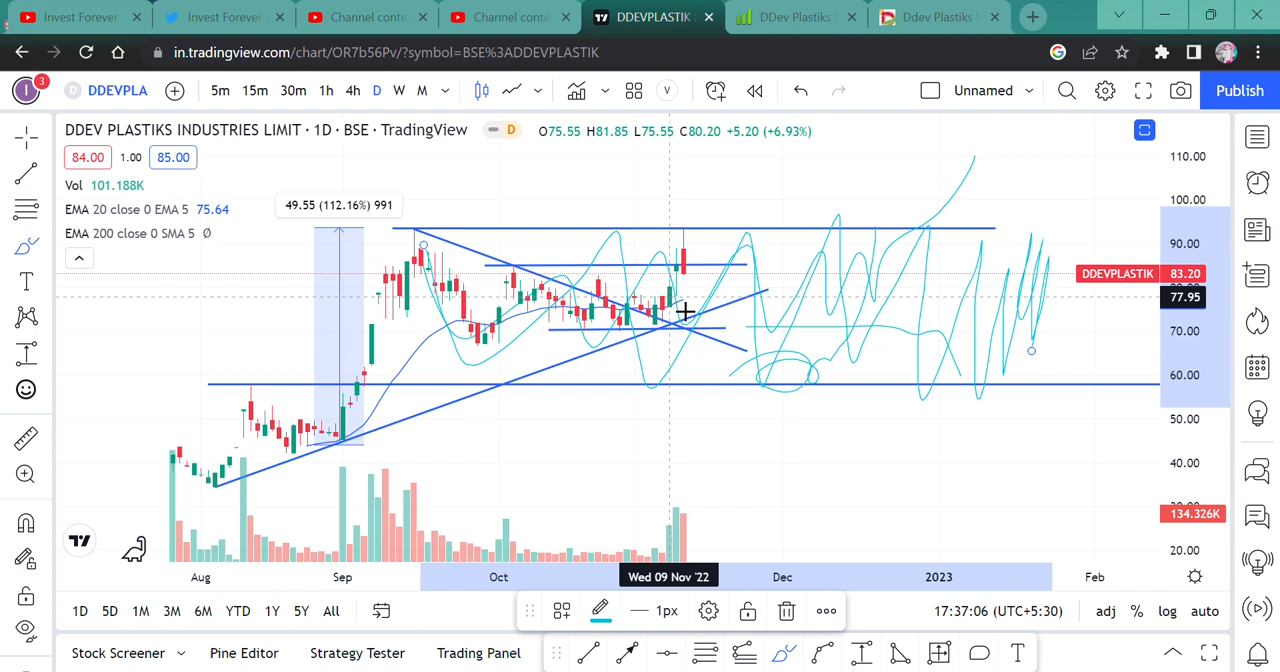 Invest Forever
Invest Forever
Channel conte
Channel conte
DDEVPLASTIK
DDev Plastiks
Ddev Plastiks
in.tradingview.com/chart/OR7b56Pv/?symbol=BSE%3ADDEVPLASTIK
I 3 D DDEVPLA 5m 15m 30m 1h 4h D W M V Unnamed Publish
DDEV PLASTIKS INDUSTRIES LIMIT · 1D · BSE · TradingView D O75.55 H81.85 L75.55 C80.20 +5.20 (+6.93%)
84.00 1.00 85.00
Vol 101.188K
EMA 20 close 0 EMA 5 75.64
EMA 200 close 0 SMA 5 Ø
49.55 (112.16%) 991
110.00
100.00
90.00
DDEVPLASTIK 83.20
77.95
70.00
60.00
50.00
40.00
134.326K
20.00
Aug Sep Oct Wed 09 Nov '22 Dec 2023 Feb
1D 5D 1M 3M 6M YTD 1Y 5Y All 1px 17:37:06 (UTC+5:30) adj % log auto
Stock Screener Pine Editor Strategy Tester Trading Panel T